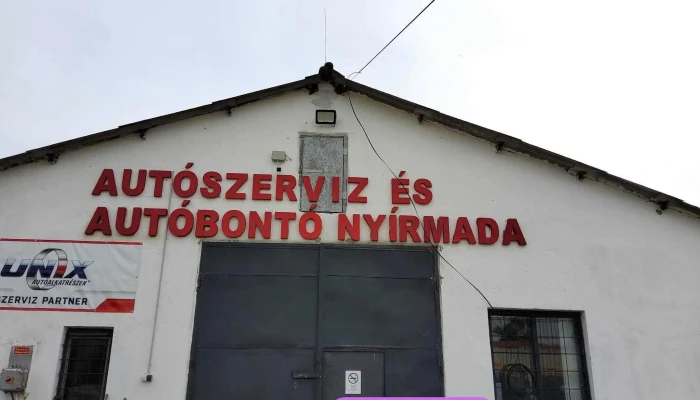 AUTÓSZERVIZ ÉS
AUTÓBONTÓ NYÍRMADA
UNIX
AUTÓALKATRÉSZEK
SZERVIZ PARTNER